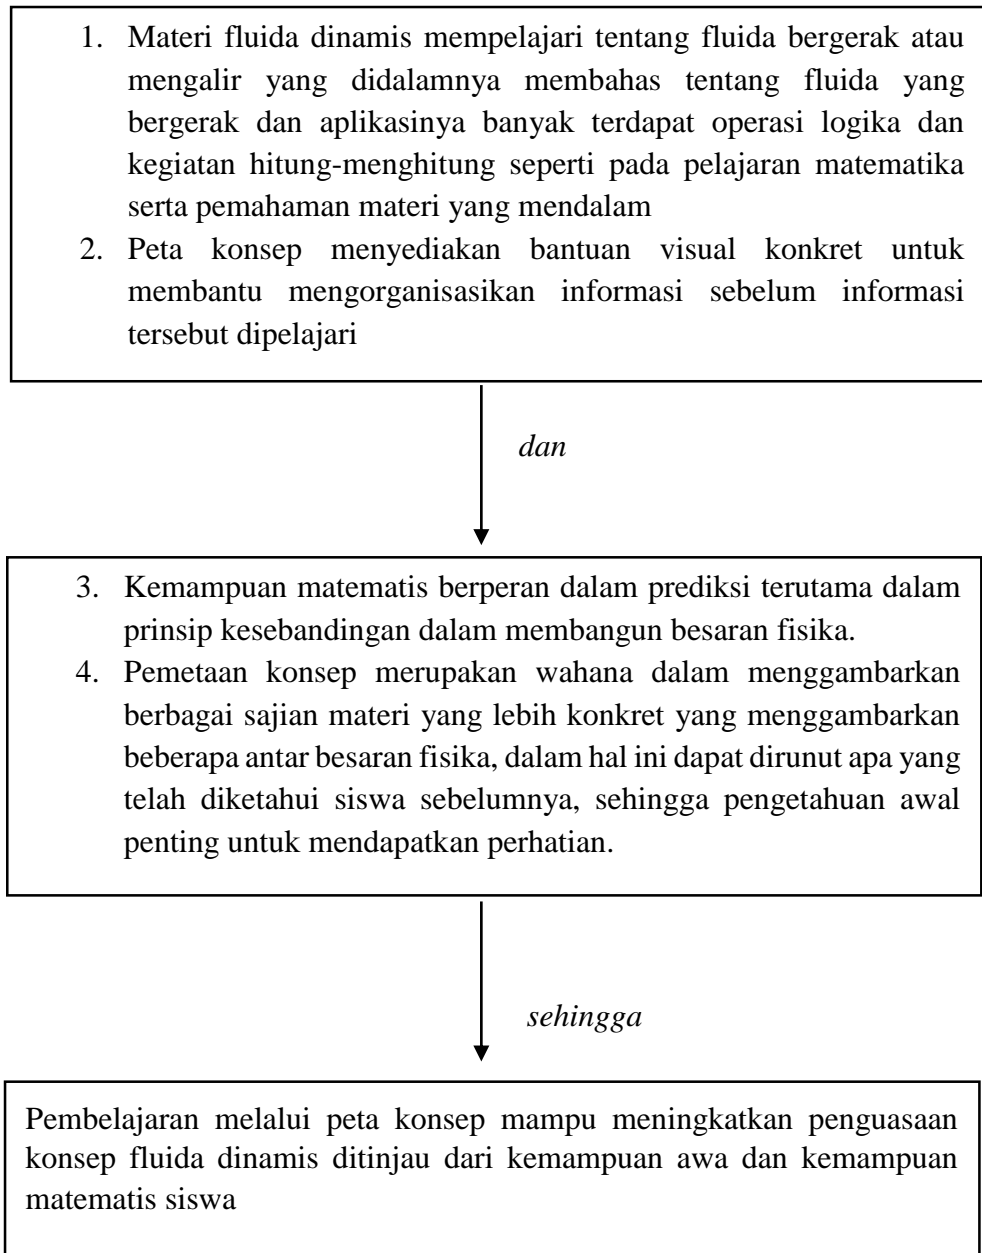 1. Materi fluida dinamis mempelajari tentang fluida bergerak atau
mengalir yang didalamnya membahas tentang fluida yang
bergerak dan aplikasinya banyak terdapat operasi logika dan
kegiatan hitung-menghitung seperti pada pelajaran matematika
serta pemahaman materi yang mendalam
2. Peta konsep menyediakan bantuan visual konkret untuk
membantu mengorganisasikan informasi sebelum informasi
tersebut dipelajari
dan
3. Kemampuan matematis berperan dalam prediksi terutama dalam
prinsip kesebandingan dalam membangun besaran fisika.
4. Pemetaan konsep merupakan wahana dalam menggambarkan
berbagai sajian materi yang lebih konkret yang menggambarkan
beberapa antar besaran fisika, dalam hal ini dapat dirunut apa yang
telah diketahui siswa sebelumnya, sehingga pengetahuan awal
penting untuk mendapatkan perhatian.
sehingga
Pembelajaran melalui peta konsep mampu meningkatkan penguasaan
konsep fluida dinamis ditinjau dari kemampuan awa dan kemampuan
matematis siswa